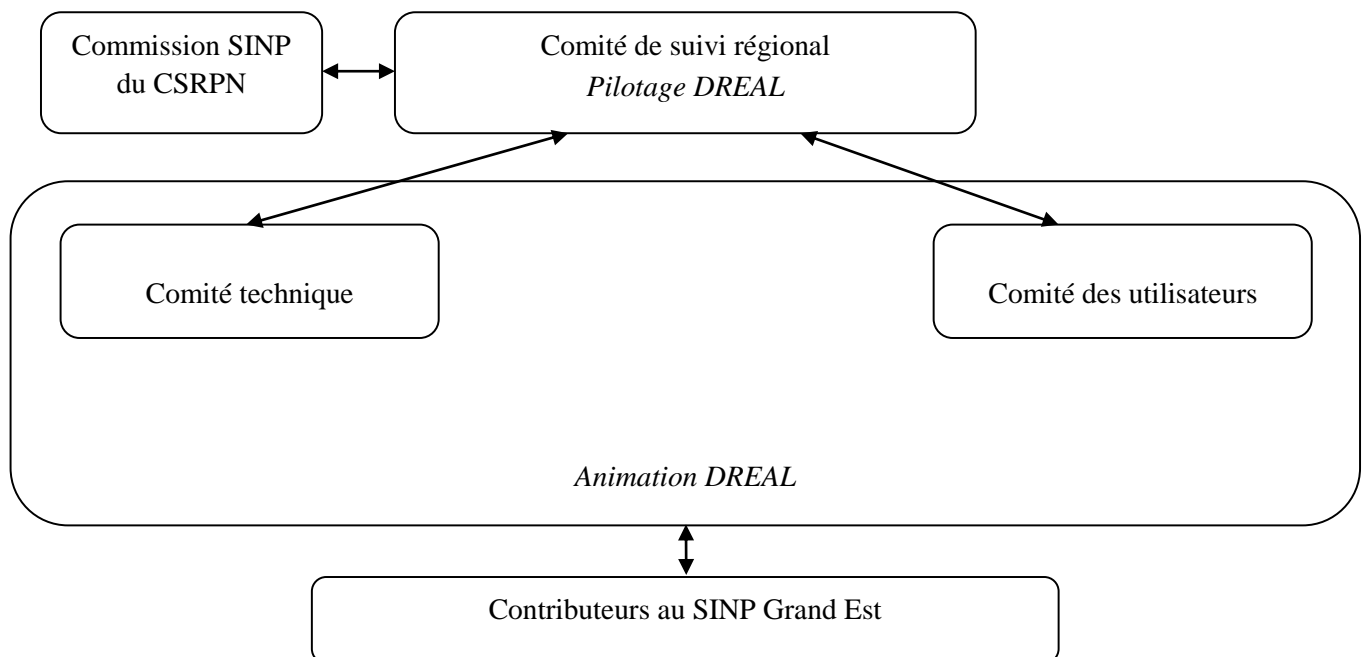 Commission SINP
du CSRPN
Comité de suivi régional
Pilotage DREAL
Comité technique
Comité des utilisateurs
Animation DREAL
Contributeurs au SINP Grand Est